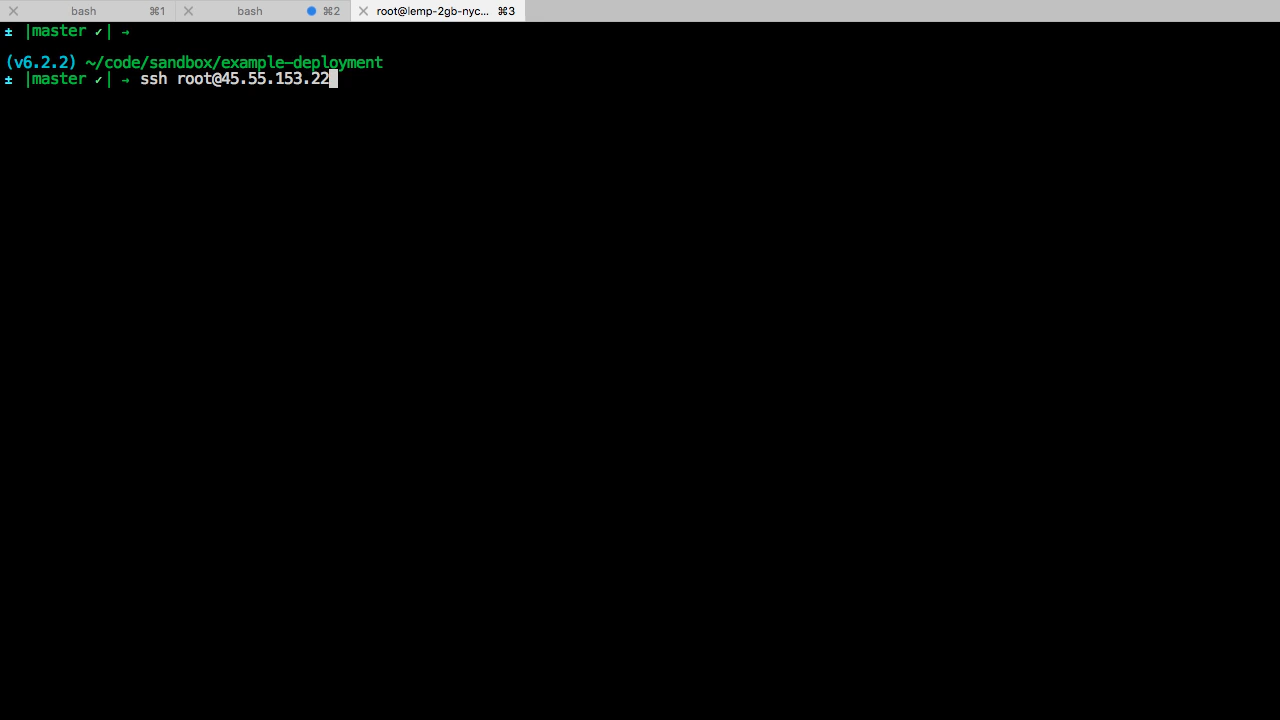 bash ⌘1 bash ⌘2 root@lemp-2gb-nyc... ⌘3
± |master ✓| →
(v6.2.2) ~/code/sandbox/example-deployment
± |master ✓| → ssh root@45.55.153.22